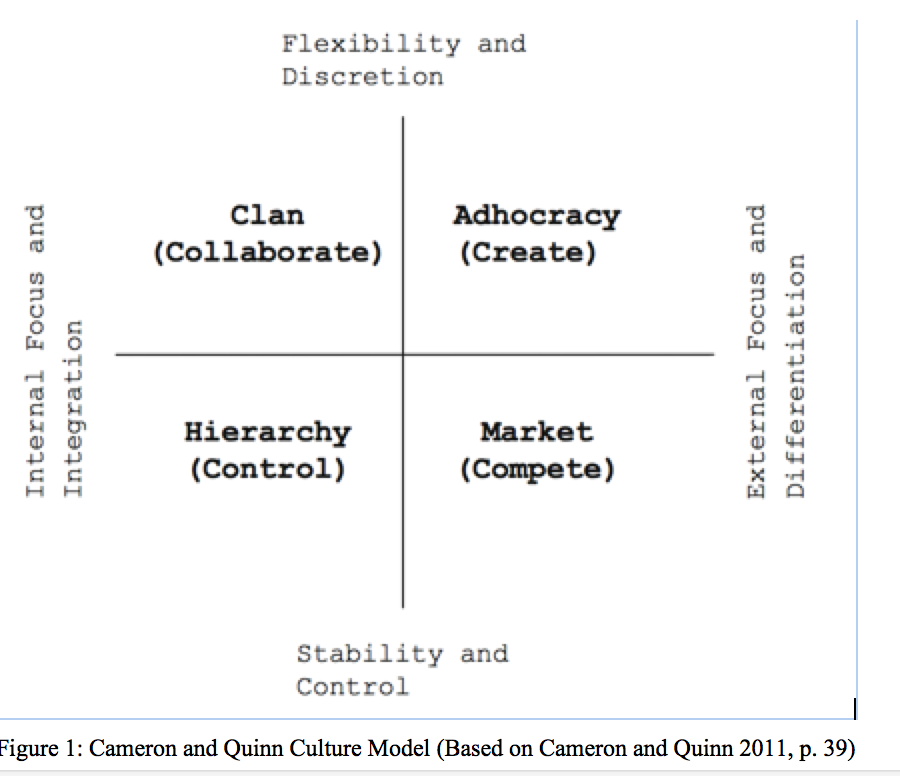 Flexibility and
Discretion
Clan
(Collaborate)
Adhocracy
(Create)
Internal Focus and
Integration
External Focus and
Differentiation
Hierarchy
(Control)
Market
(Compete)
Stability and
Control
Figure 1: Cameron and Quinn Culture Model (Based on Cameron and Quinn 2011, p. 39)